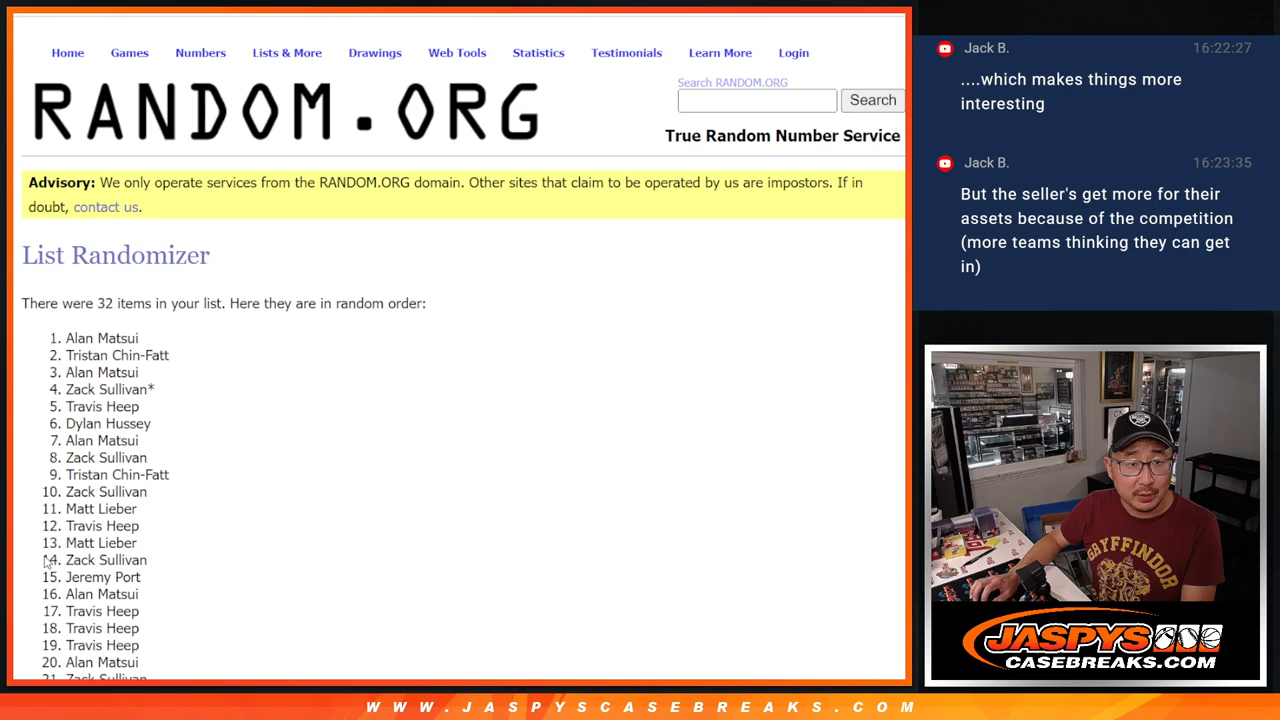 Home Games Numbers Lists & More Drawings Web Tools Statistics Testimonials Learn More Login
RANDOM.ORG
Search RANDOM.ORG
Search
True Random Number Service
Advisory: We only operate services from the RANDOM.ORG domain. Other sites that claim to be operated by us are impostors. If in
doubt, contact us.
List Randomizer
There were 32 items in your list. Here they are in random order:
1. Alan Matsui
2. Tristan Chin-Fatt
3. Alan Matsui
4. Zack Sullivan*
5. Travis Heep
6. Dylan Hussey
7. Alan Matsui
8. Zack Sullivan
9. Tristan Chin-Fatt
10. Zack Sullivan
11. Matt Lieber
12. Travis Heep
13. Matt Lieber
14. Zack Sullivan
15. Jeremy Port
16. Alan Matsui
17. Travis Heep
18. Travis Heep
19. Travis Heep
20. Alan Matsui
21. Zack Sullivan
Jack B. 16:22:27
....which makes things more
interesting
Jack B. 16:23:35
But the seller's get more for their
assets because of the competition
(more teams thinking they can get
in)
GRYFFINDOR
JASPYS
CASEBREAKS.COM
WWW.JASPYSCASEBREAKS.COM